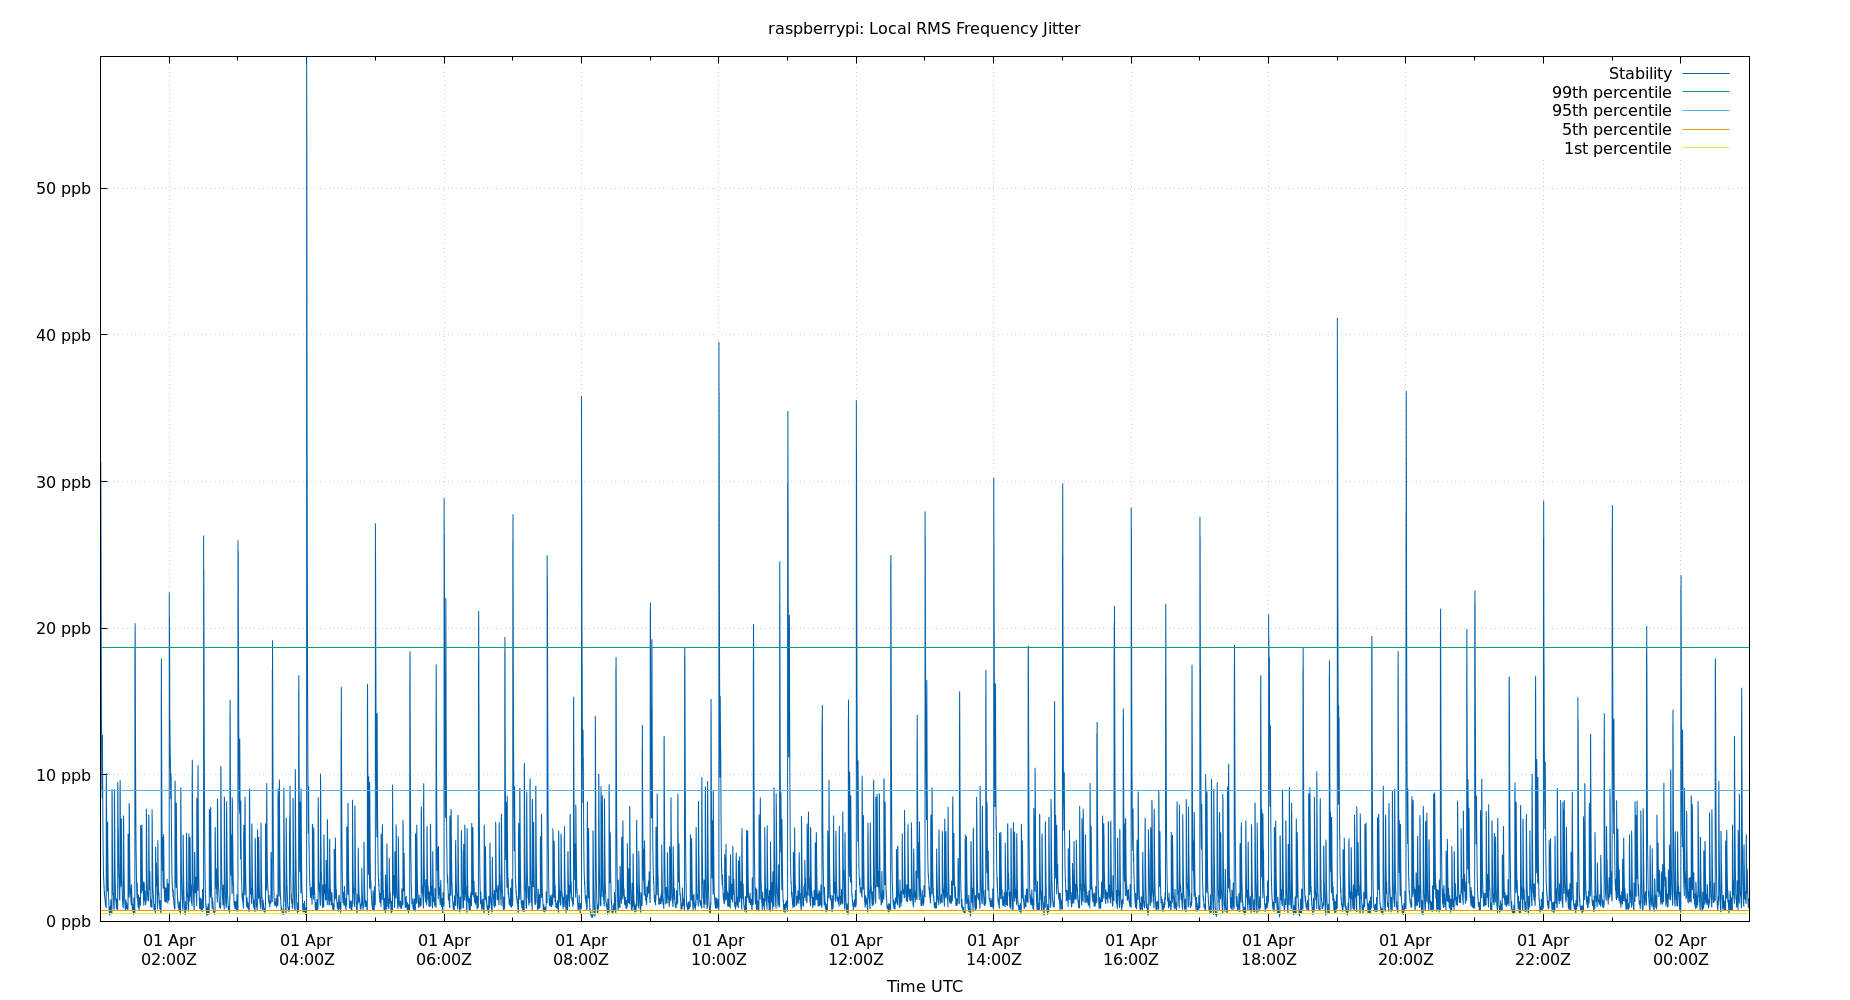 raspberrypi: Local RMS Frequency Jitter
Stability
99th percentile
95th percentile
5th percentile
1st percentile
50 ppb
40 ppb
30 ppb
20 ppb
10 ppb
0 ppb
01 Apr 01 Apr 01 Apr 01 Apr 01 Apr 01 Apr 01 Apr 01 Apr 01 Apr 01 Apr 01 Apr 02 Apr
02:00Z 04:00Z 06:00Z 08:00Z 10:00Z 12:00Z 14:00Z 16:00Z 18:00Z 20:00Z 22:00Z 00:00Z
Time UTC